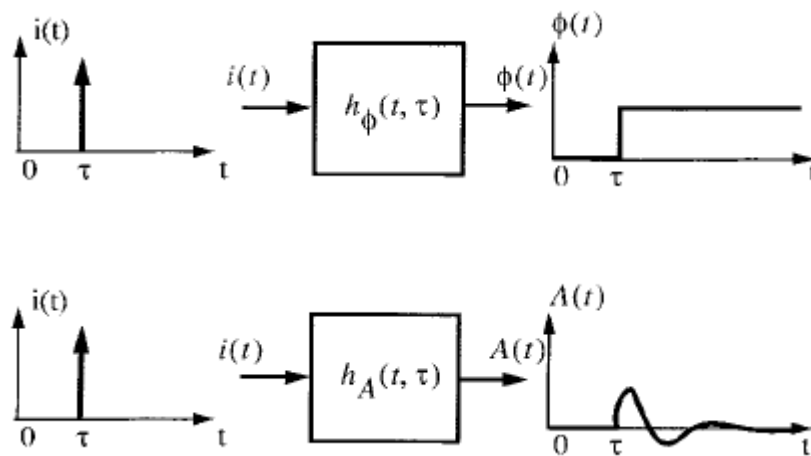 i(t)
i(t)
h_ϕ(t, τ)
ϕ(t)
ϕ(t)
0 τ t
0 τ t
i(t)
i(t)
h_A(t, τ)
A(t)
A(t)
0 τ t
0 τ t